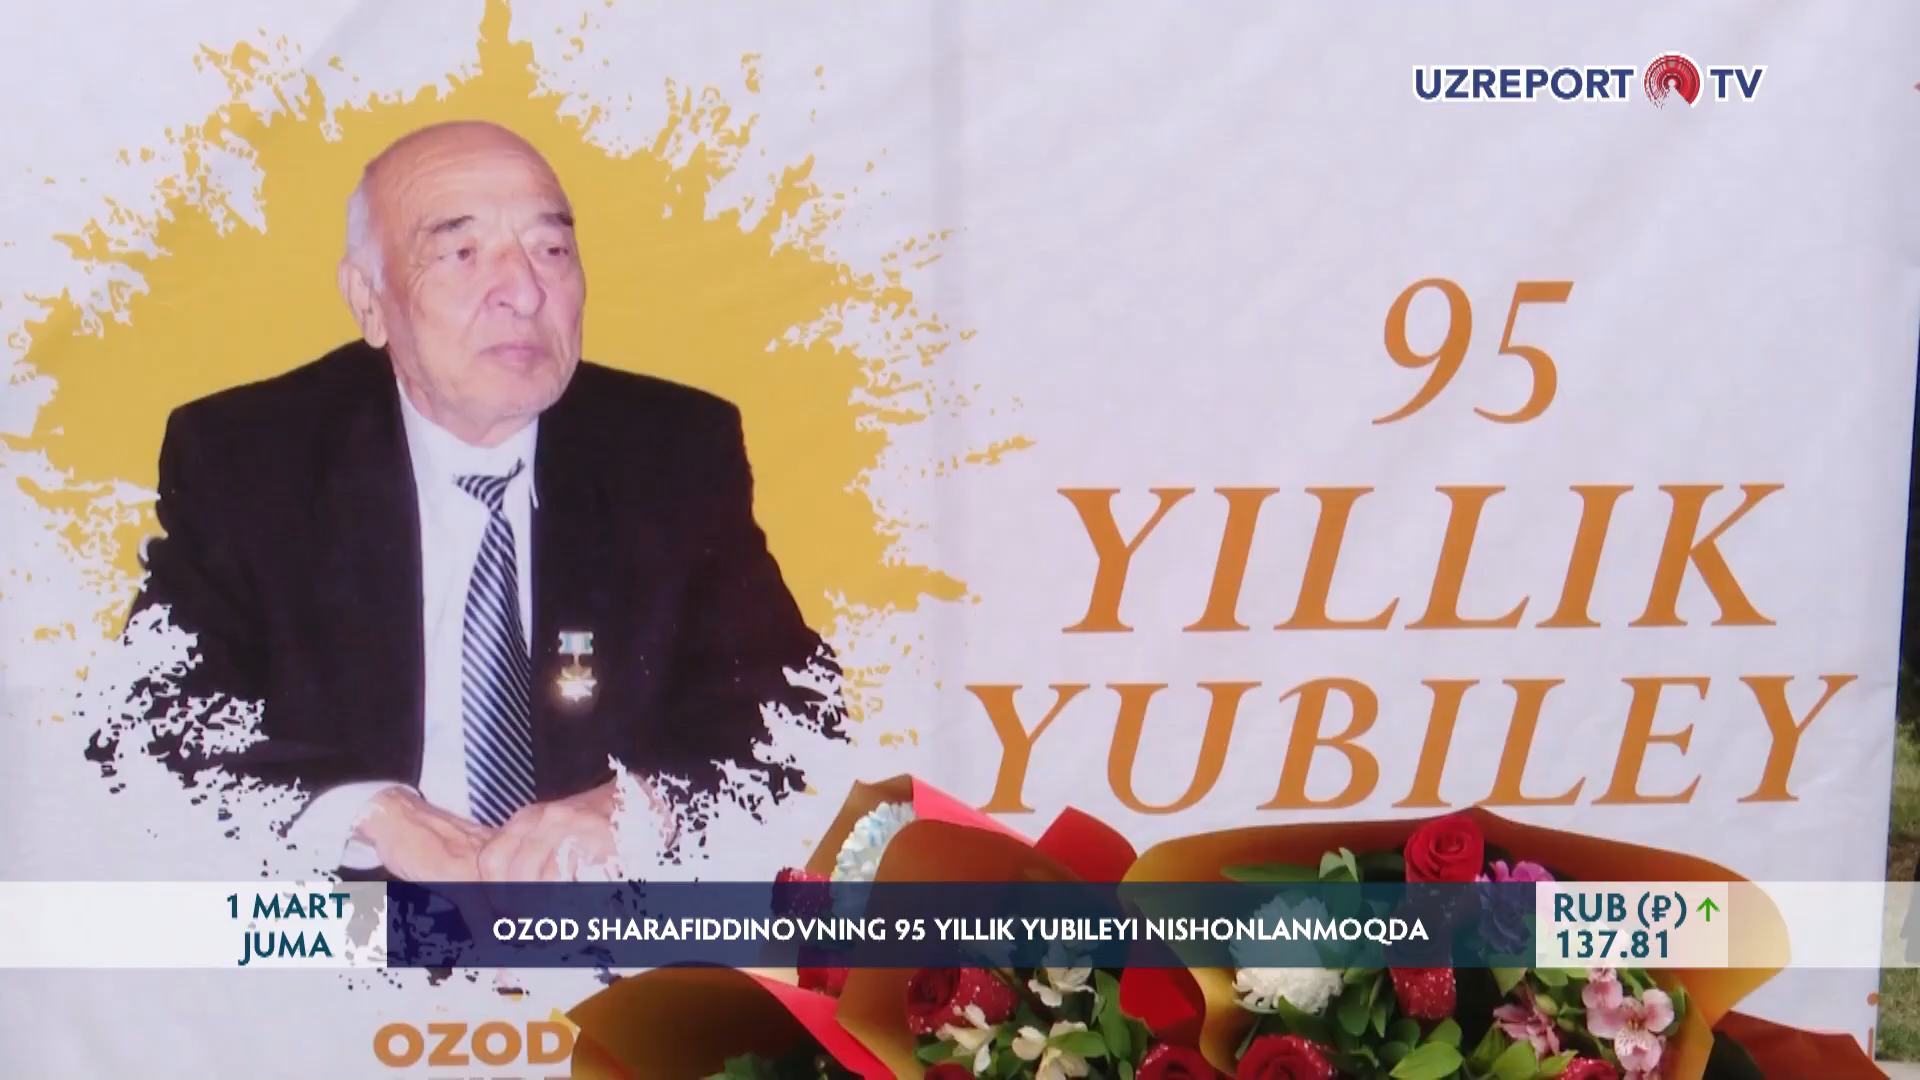 UZREPORT TV
95
YILLIK
YUBILEY
1 MART
JUMA
OZOD SHARAFIDDINOVNING 95 YILLIK YUBILEYI NISHONLANMOQDA
RUB (₽)
137.81
OZOD